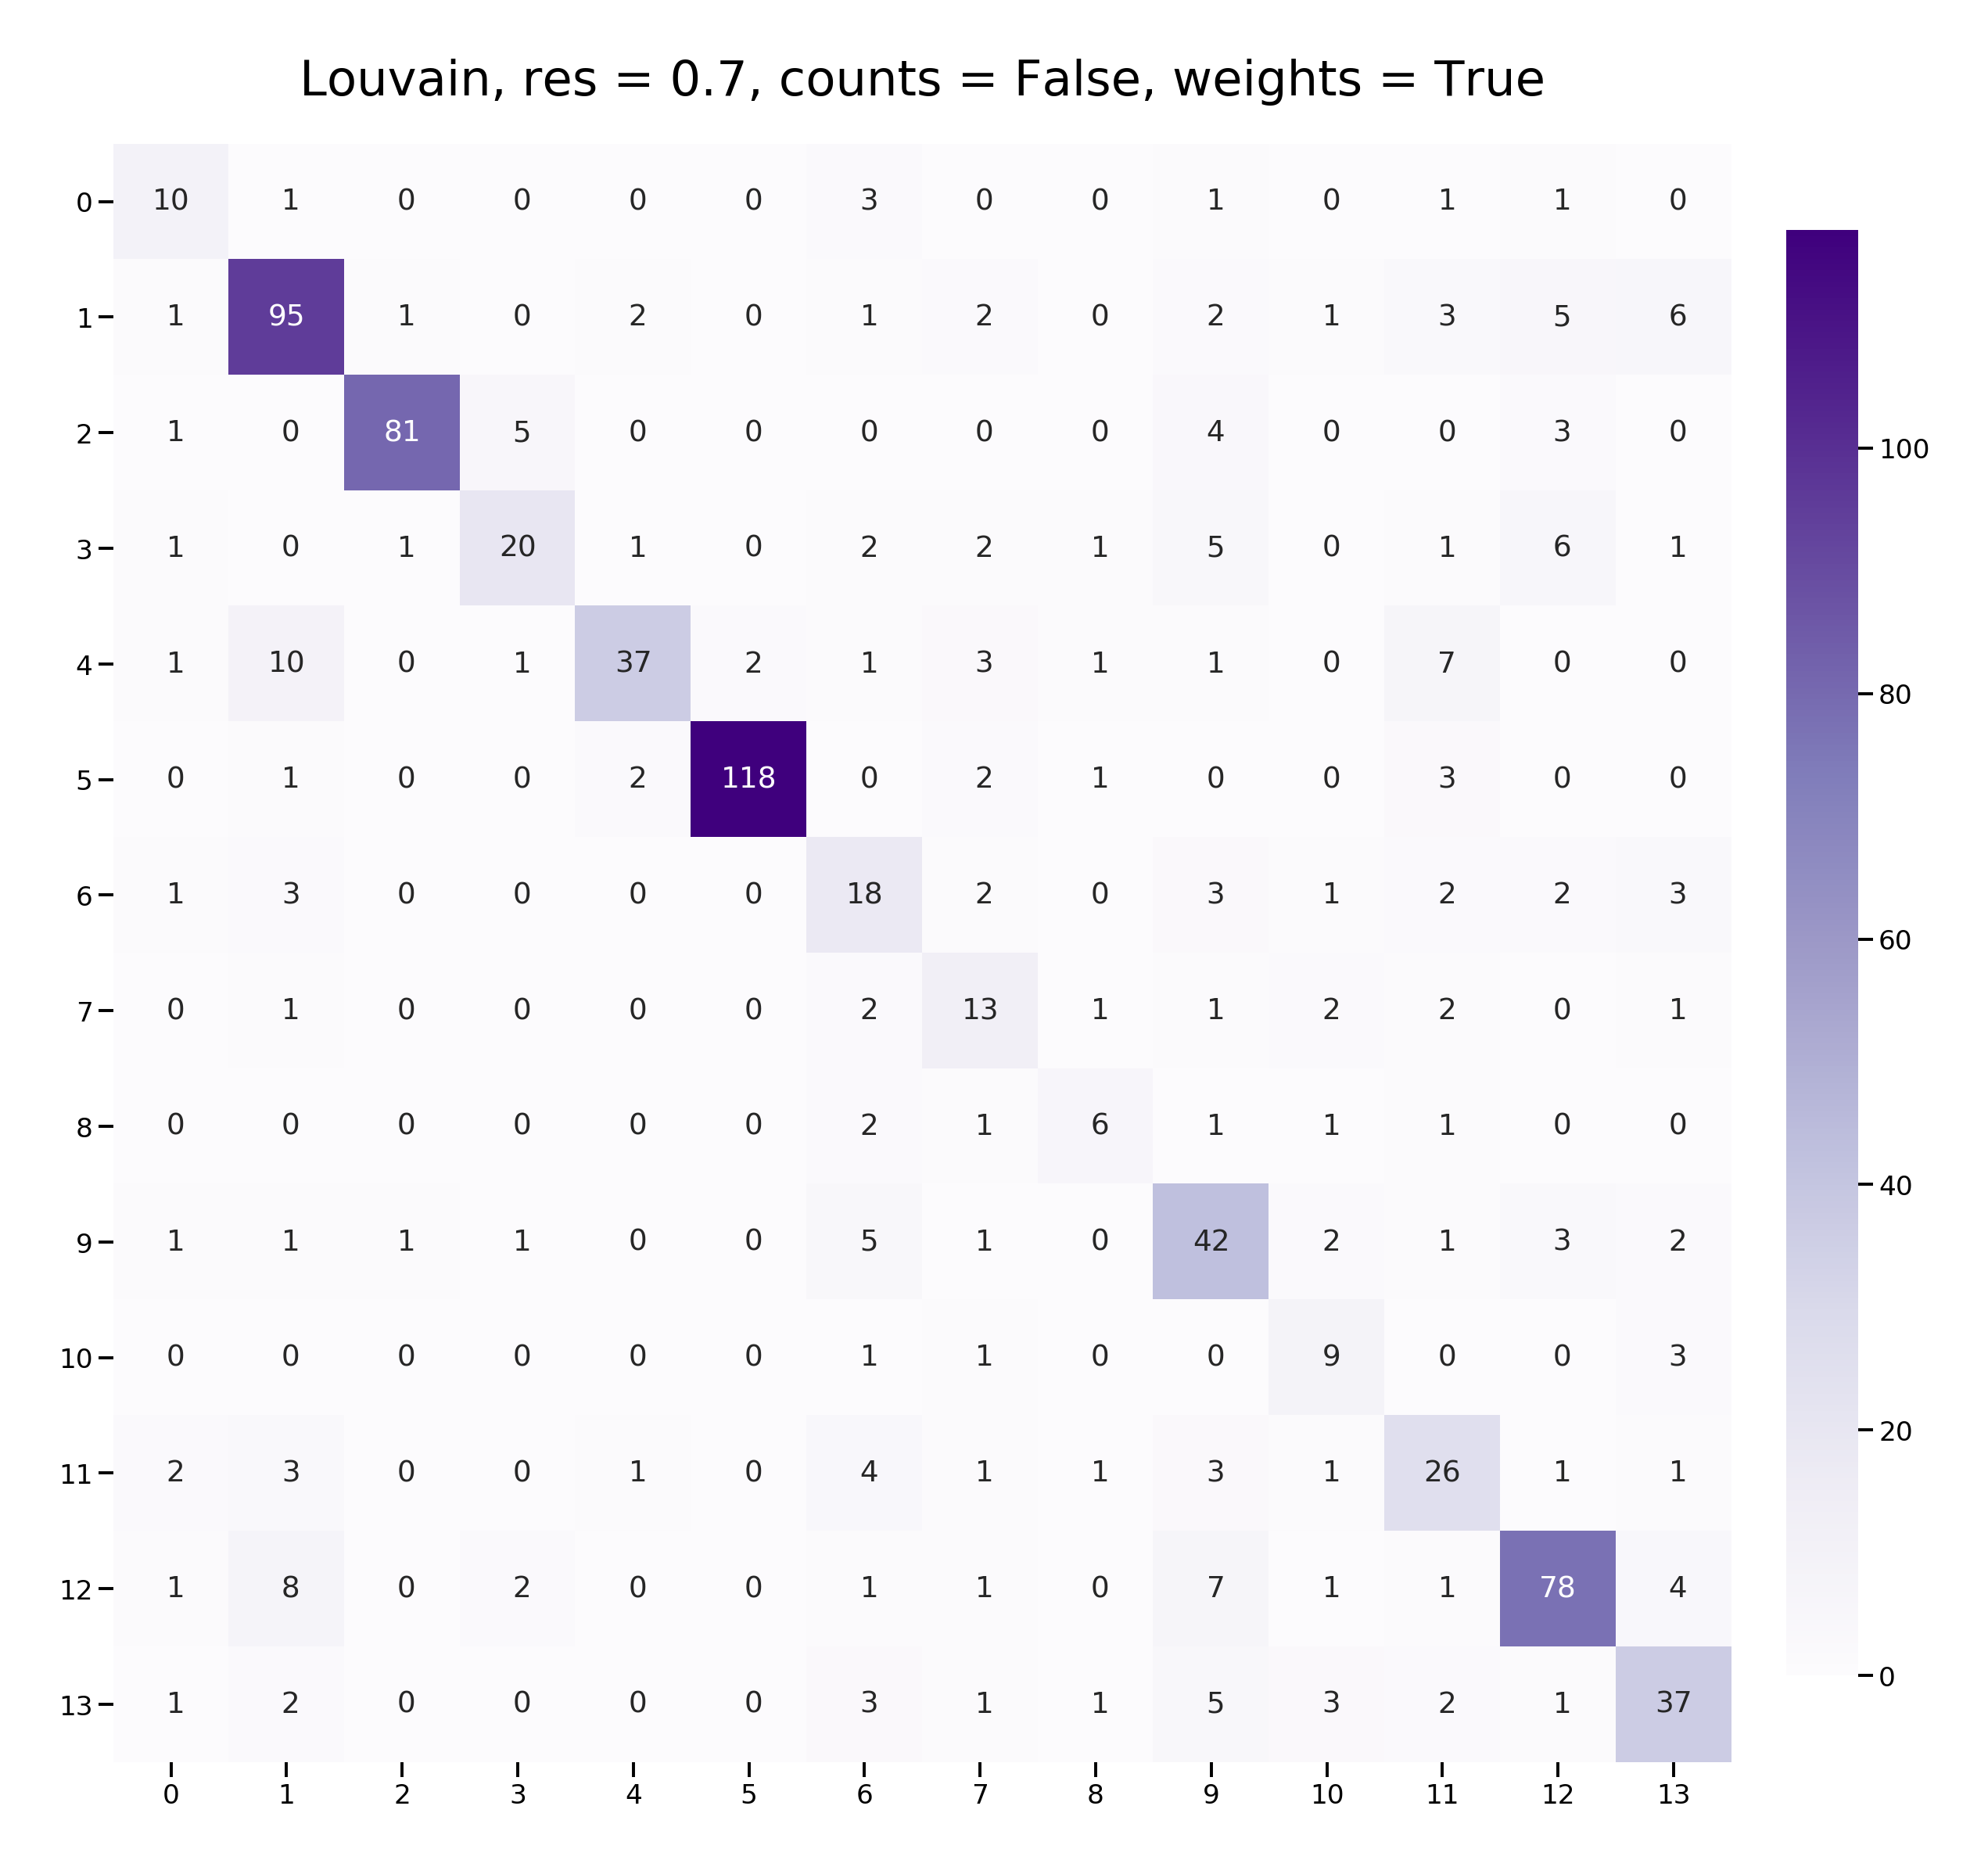 Louvain, res = 0.7, counts = False, weights = True
0 10 1 0 0 0 0 3 0 0 1 0 1 1 0
1 1 95 1 0 2 0 1 2 0 2 1 3 5 6
2 1 0 81 5 0 0 0 0 0 4 0 0 3 0
3 1 0 1 20 1 0 2 2 1 5 0 1 6 1
4 1 10 0 1 37 2 1 3 1 1 0 7 0 0
5 0 1 0 0 2 118 0 2 1 0 0 3 0 0
6 1 3 0 0 0 0 18 2 0 3 1 2 2 3
7 0 1 0 0 0 0 2 13 1 1 2 2 0 1
8 0 0 0 0 0 0 2 1 6 1 1 1 0 0
9 1 1 1 1 0 0 5 1 0 42 2 1 3 2
10 0 0 0 0 0 0 1 1 0 0 9 0 0 3
11 2 3 0 0 1 0 4 1 1 3 1 26 1 1
12 1 8 0 2 0 0 1 1 0 7 1 1 78 4
13 1 2 0 0 0 0 3 1 1 5 3 2 1 37
0 1 2 3 4 5 6 7 8 9 10 11 12 13
100
80
60
40
20
0